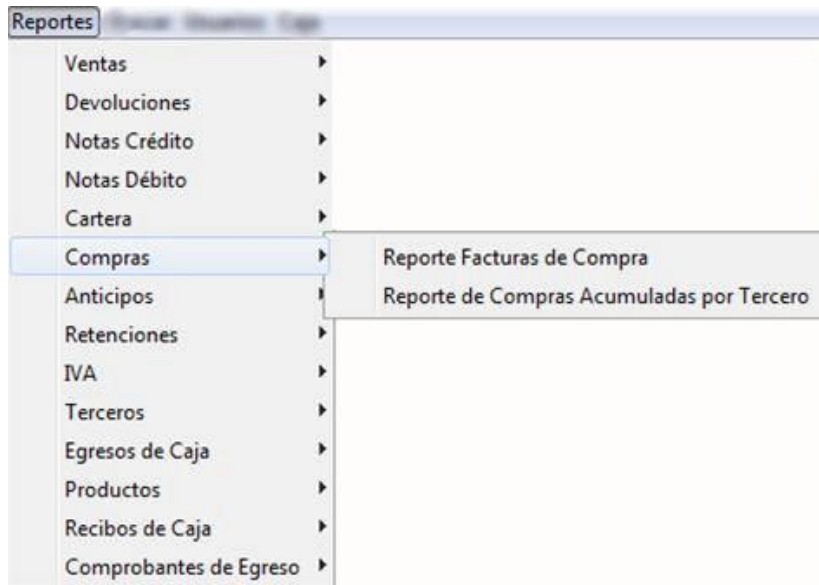 Reportes
Ventas
Devoluciones
Notas Crédito
Notas Débito
Cartera
Compras
Reporte Facturas de Compra
Anticipos
Reporte de Compras Acumuladas por Tercero
Retenciones
IVA
Terceros
Egresos de Caja
Productos
Recibos de Caja
Comprobantes de Egreso